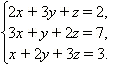 2x + 3y + z = 2,
3x + y + 2z = 7,
x + 2y + 3z = 3.